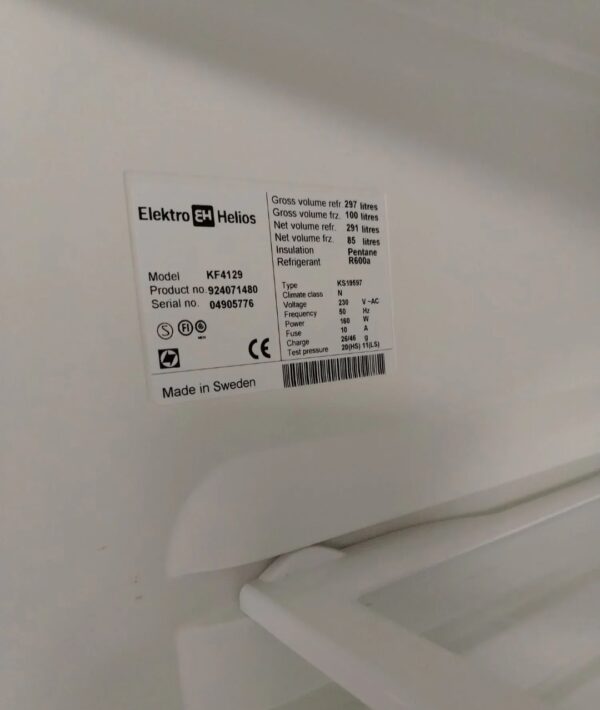 Elektro EH Helios
Model KF4129
Product no. 924071480
Serial no. 04905776
S FI
CE
Made in Sweden
Gross volume refr. 297 litres
Gross volume frz. 100 litres
Net volume refr. 291 litres
Net volume frz. 85 litres
Insulation Pentane
Refrigerant R600a
Type KS19597
Climate class N
Voltage 230 V ~AC
Frequency 50 Hz
Power 160 W
Fuse 10 A
Charge 26/46 g
Test pressure 20(HS) 11(LS)